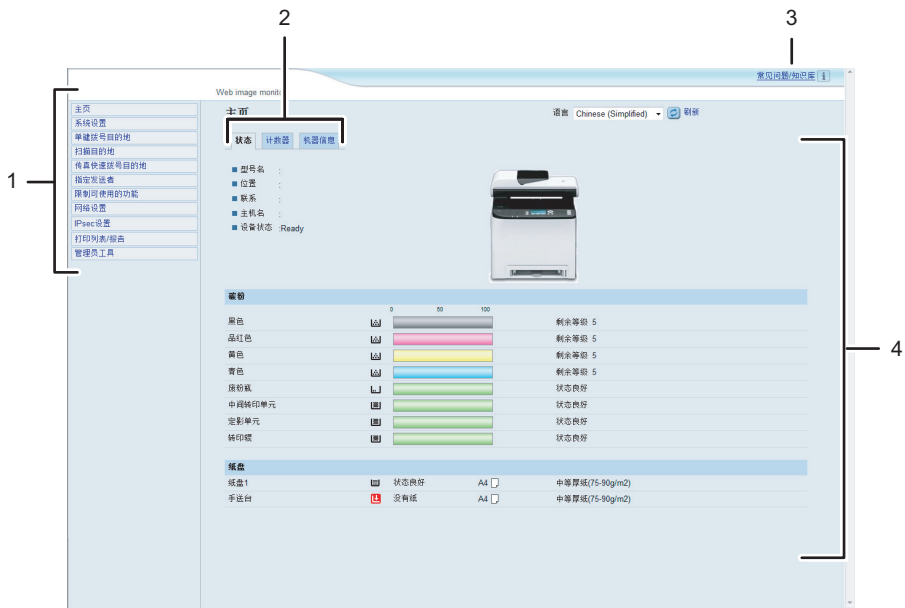 2
3
常见问题/知识库
Web image monitor
1
主页
系统设置
单键拨号目的地
扫描目的地
传真快速拨号目的地
指定发送者
限制可使用的功能
网络设置
IPsec设置
打印列表/报告
管理员工具
主页
语言 Chinese (Simplified) 刷新
状态 计数器 机器信息
型号名 :
位置 :
联系 :
主机名 :
设备状态 :Ready
碳粉
0 50 100
黑色 剩余等级 5
品红色 剩余等级 5
黄色 剩余等级 5
青色 剩余等级 5
废粉瓶 状态良好
中间转印单元 状态良好
定影单元 状态良好
转印辊 状态良好
4
纸盘
纸盘1 状态良好 A4 中等厚纸(75-90g/m2)
手送台 没有纸 A4 中等厚纸(75-90g/m2)